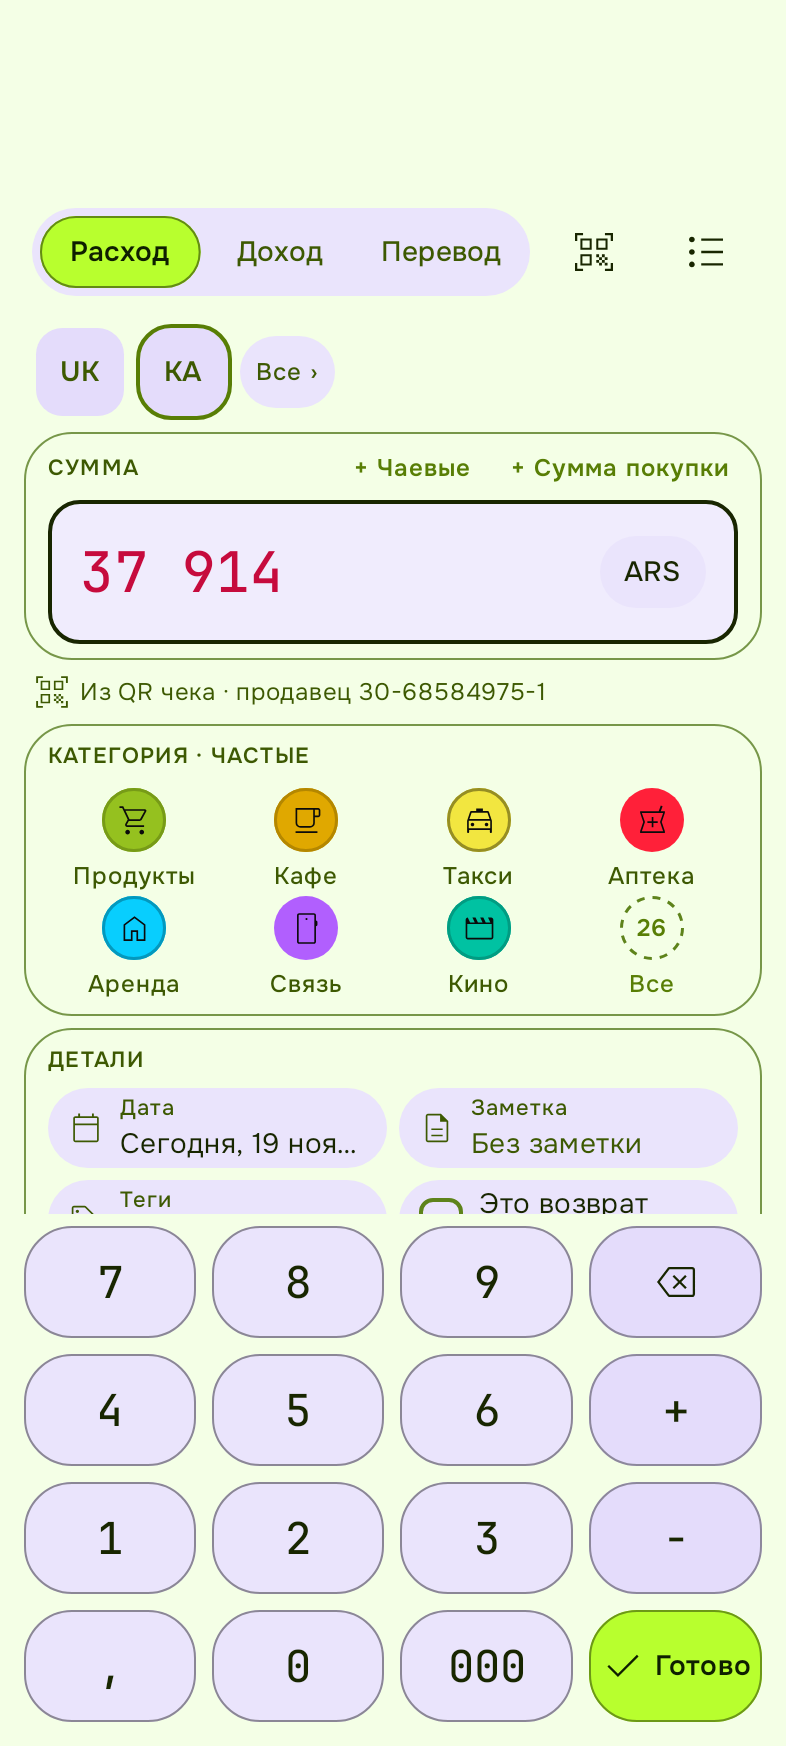 Расход Доход Перевод
UK KA Все ›
СУММА + Чаевые + Сумма покупки
37 914 ARS
Из QR чека · продавец 30-68584975-1
КАТЕГОРИЯ · ЧАСТЫЕ
Продукты Кафе Такси Аптека
26
Аренда Связь Кино Все
ДЕТАЛИ
Дата Заметка
Сегодня, 19 ноя... Без заметки
Теги Это возврат
7 8 9
4 5 6 +
1 2 3 -
, 0 000 Готово